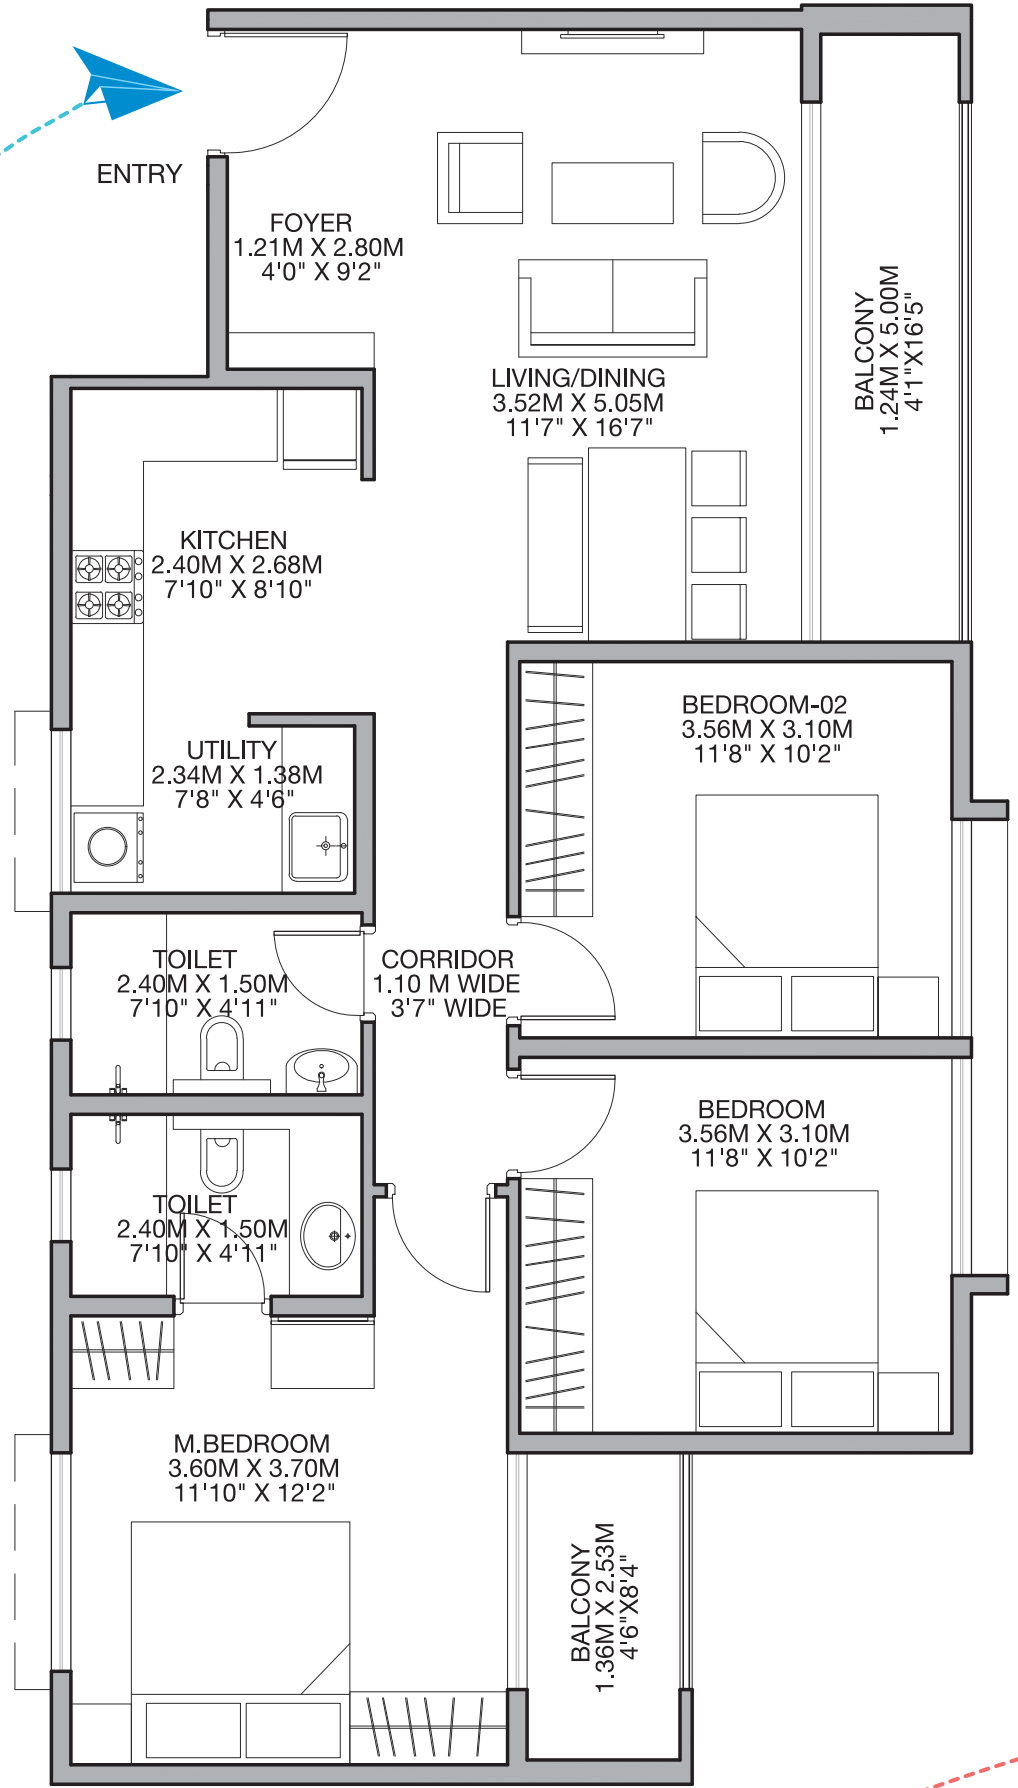 ENTRY
FOYER
1.21M X 2.80M
4'0" X 9'2"
LIVING/DINING
3.52M X 5.05M
11'7" X 16'7"
BALCONY
1.24M X 5.00M
4'1"X16'5"
KITCHEN
2.40M X 2.68M
7'10" X 8'10"
UTILITY
2.34M X 1.38M
7'8" X 4'6"
BEDROOM-02
3.56M X 3.10M
11'8" X 10'2"
TOILET
2.40M X 1.50M
7'10" X 4'11"
CORRIDOR
1.10 M WIDE
3'7" WIDE
BEDROOM
3.56M X 3.10M
11'8" X 10'2"
TOILET
2.40M X 1.50M
7'10" X 4'11"
M.BEDROOM
3.60M X 3.70M
11'10" X 12'2"
BALCONY
1.36M X 2.53M
4'6"X8'4"